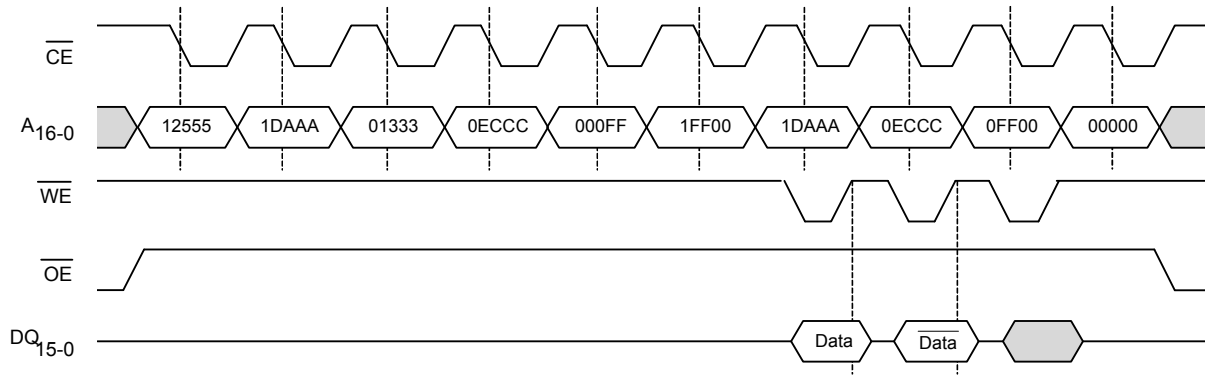 CE
A16-0 12555 1DAAA 01333 0ECCC 000FF 1FF00 1DAAA 0ECCC 0FF00 00000
WE
OE
DQ15-0 Data Data